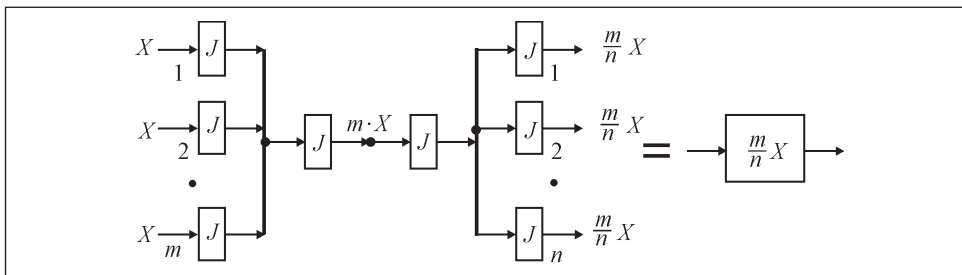 X J 1
X J 2
X J m
J m · X J
J 1 m/n X
J 2 m/n X
J n m/n X
= m/n X